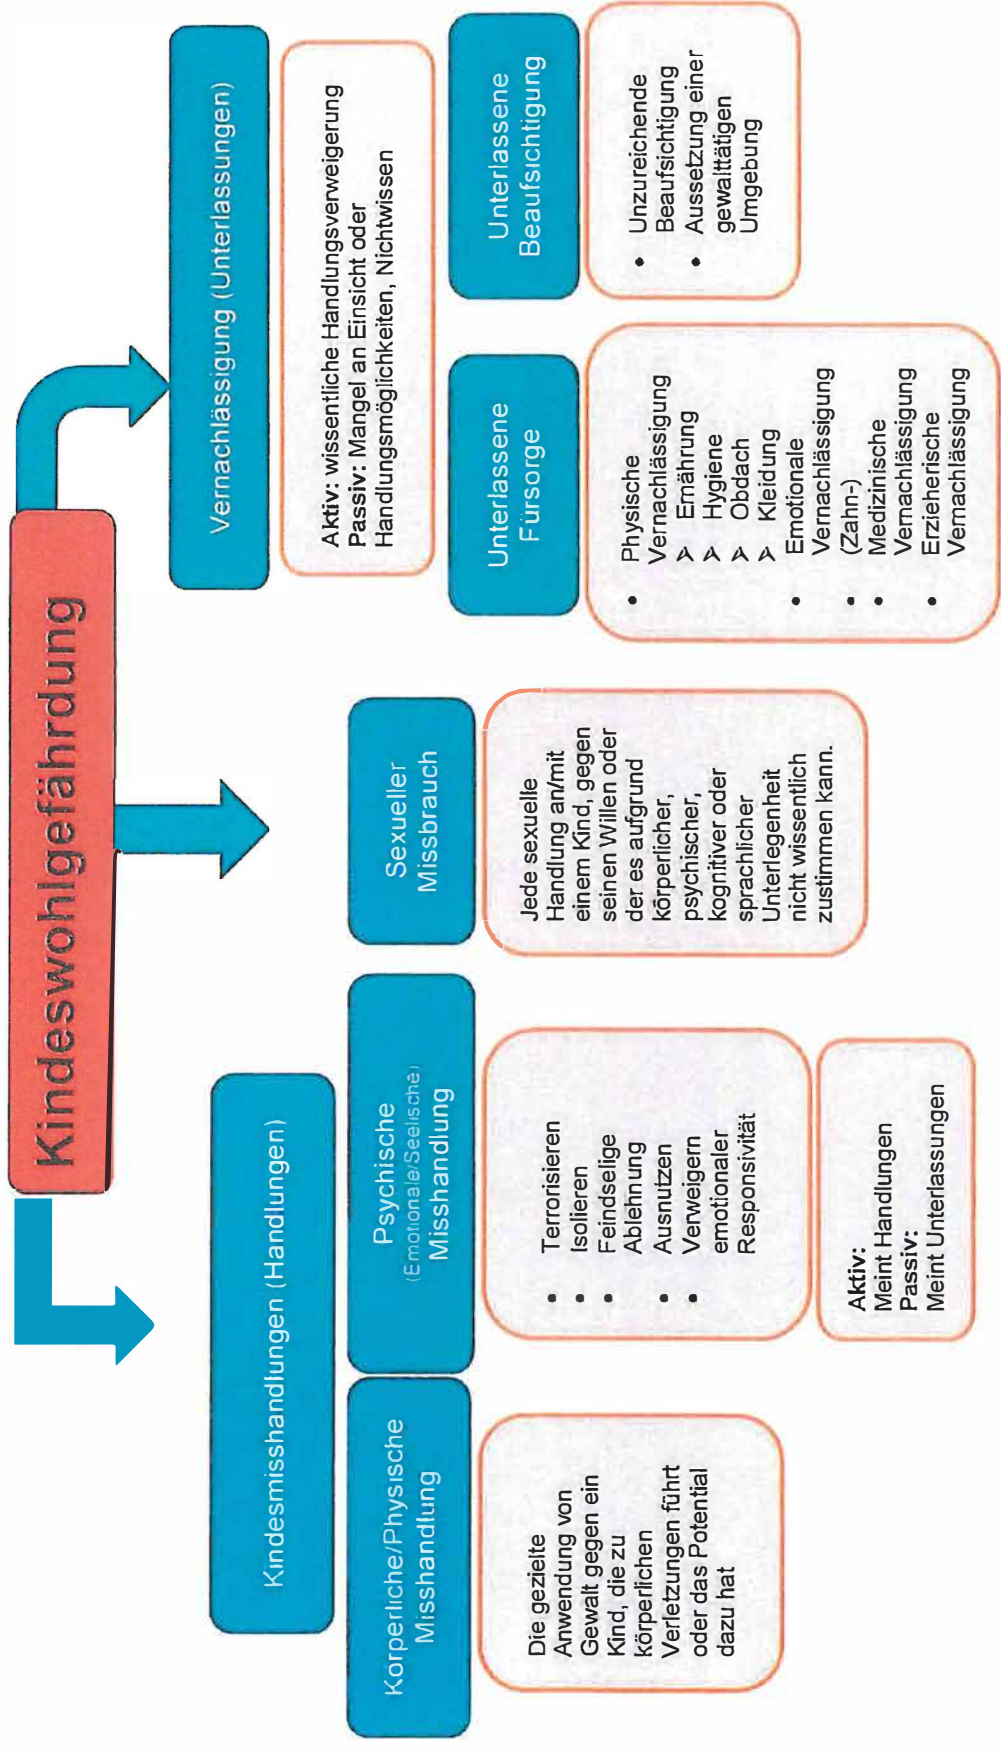 Kindeswohlgefährdung
Kindesmisshandlungen (Handlungen)
Körperliche/Physische
Misshandlung
Die gezielte
Anwendung von
Gewalt gegen ein
Kind, die zu
körperlichen
Verletzungen führt
oder das Potential
dazu hat
Psychische
(Emotionale/Seelische)
Misshandlung
• Terrorisieren
• Isolieren
• Feindselige
Ablehnung
• Ausnutzen
• Verweigern
emotionaler
Responsivität
Aktiv:
Meint Handlungen
Passiv:
Meint Unterlassungen
Sexueller
Missbrauch
Jede sexuelle
Handlung an/mit
einem Kind, gegen
seinen Willen oder
der es aufgrund
körperlicher,
psychischer,
kognitiver oder
sprachlicher
Unterlegenheit
nicht wissentlich
zustimmen kann.
Vernachlässigung (Unterlassungen)
Aktiv: wissentliche Handlungsverweigerung
Passiv: Mangel an Einsicht oder
Handlungsmöglichkeiten, Nichtwissen
Unterlassene
Fürsorge
• Physische
Vernachlässigung
➢ Ernährung
➢ Hygiene
➢ Obdach
➢ Kleidung
• Emotionale
Vernachlässigung
• (Zahn-)
• Medizinische
Vernachlässigung
• Erzieherische
Vernachlässigung
Unterlassene
Beaufsichtigung
• Unzureichende
Beaufsichtigung
• Aussetzung einer
gewalttätigen
Umgebung